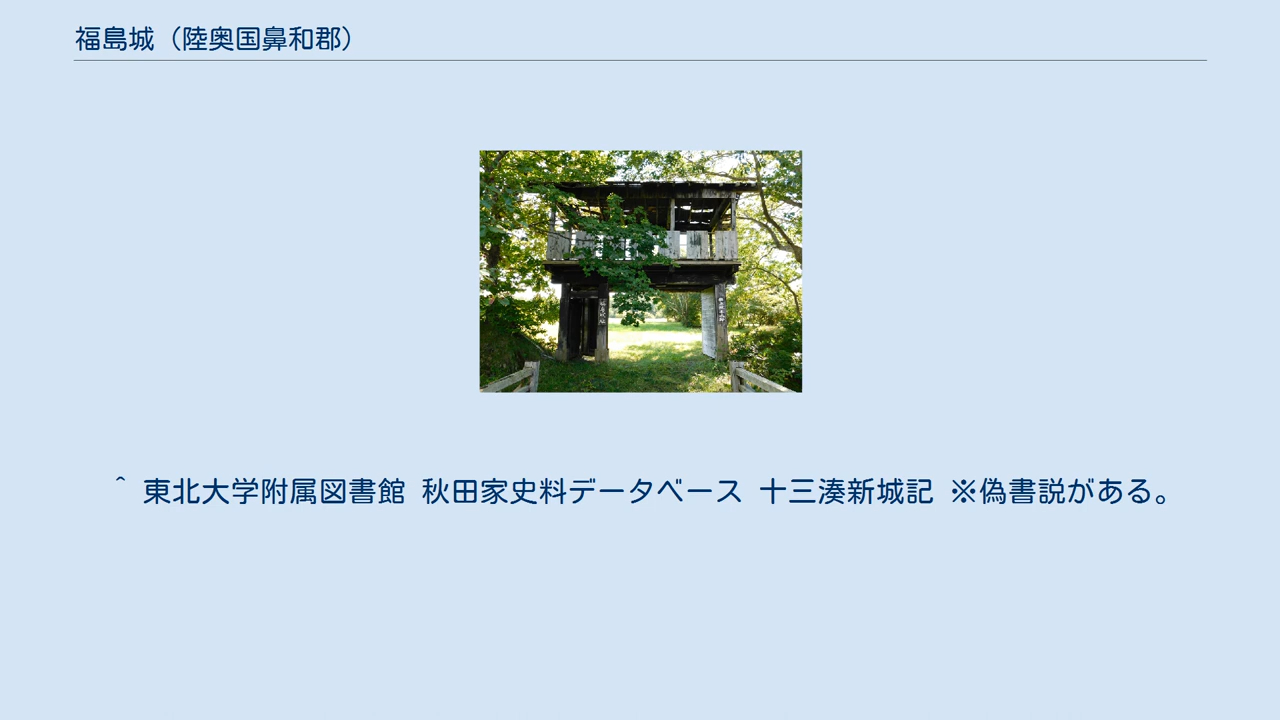 福島城（陸奥国鼻和郡）
^ 東北大学附属図書館 秋田家史料データベース 十三湊新城記 ※偽書説がある。